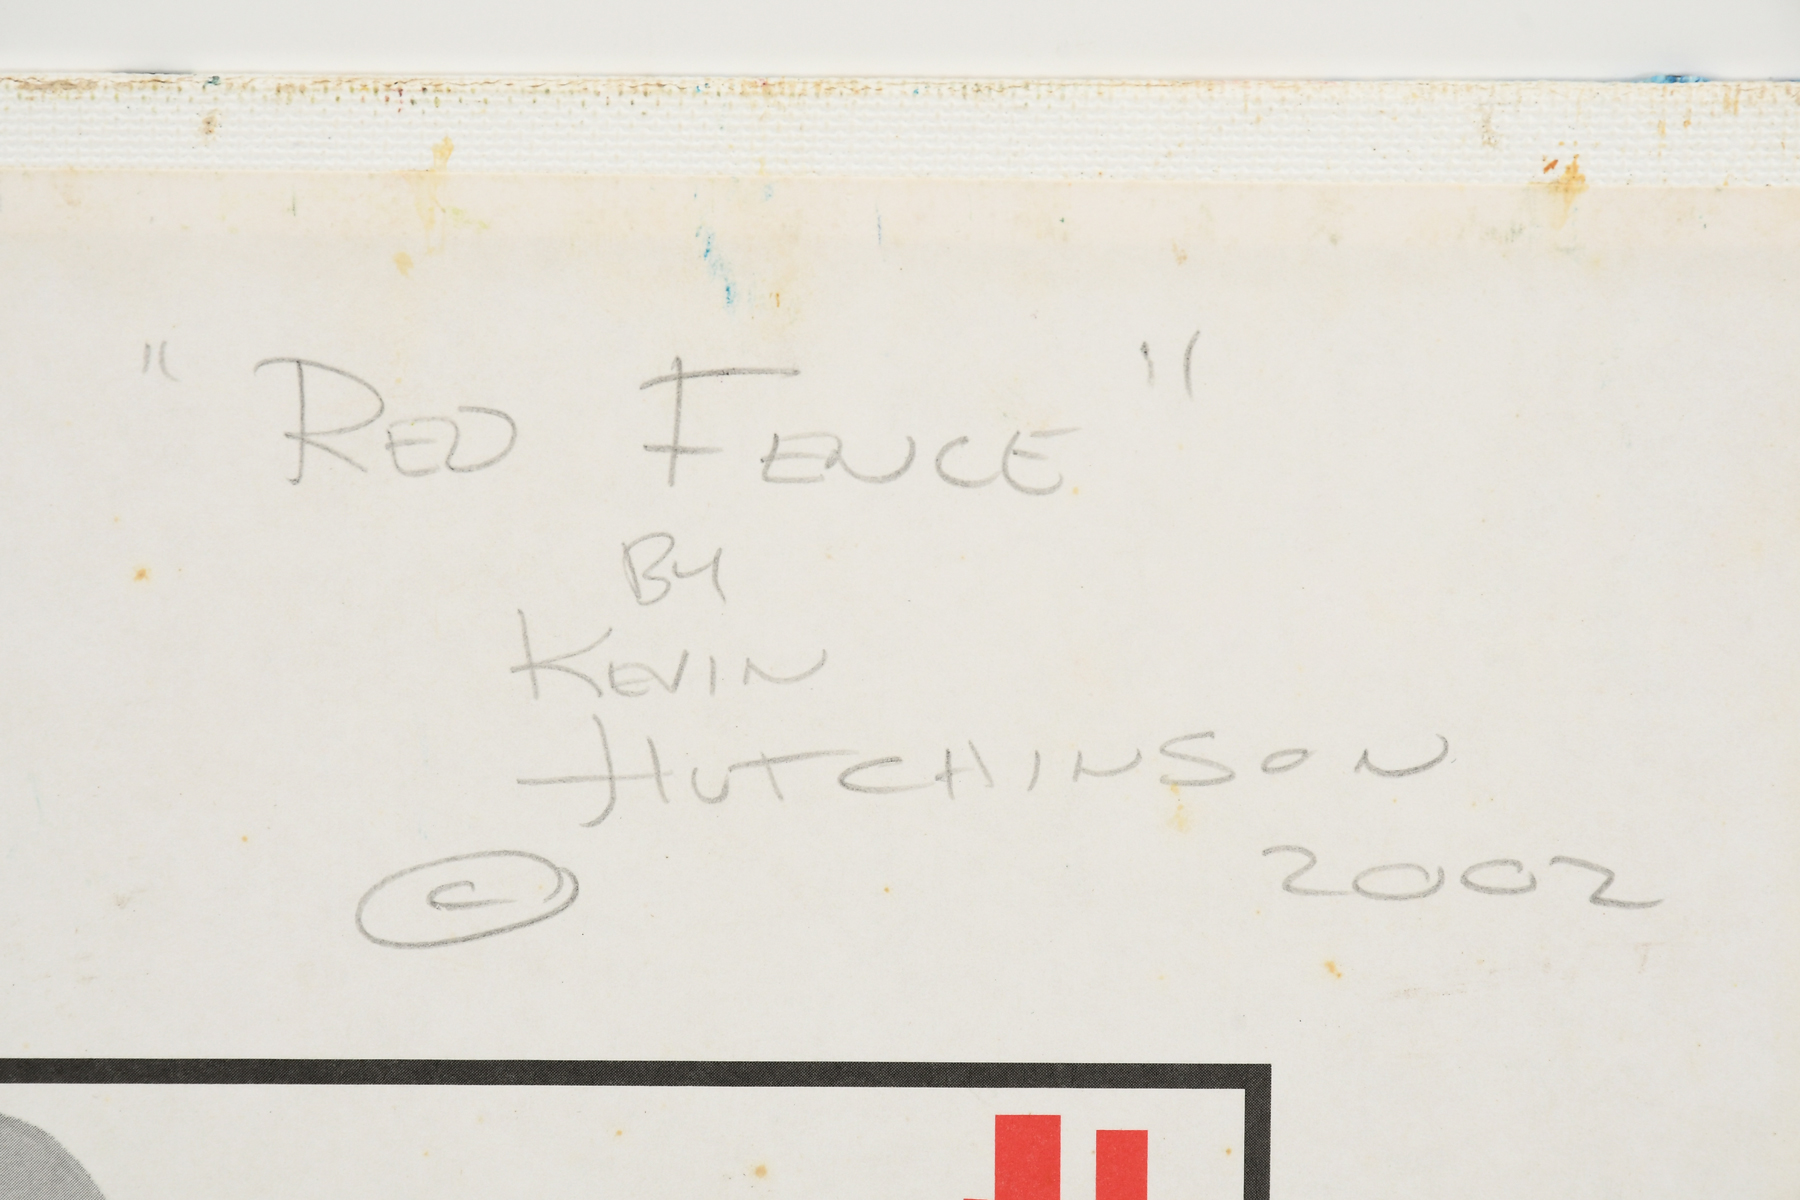 "RED FENCE"
BY
KEVIN
HUTCHINSON
© 2002